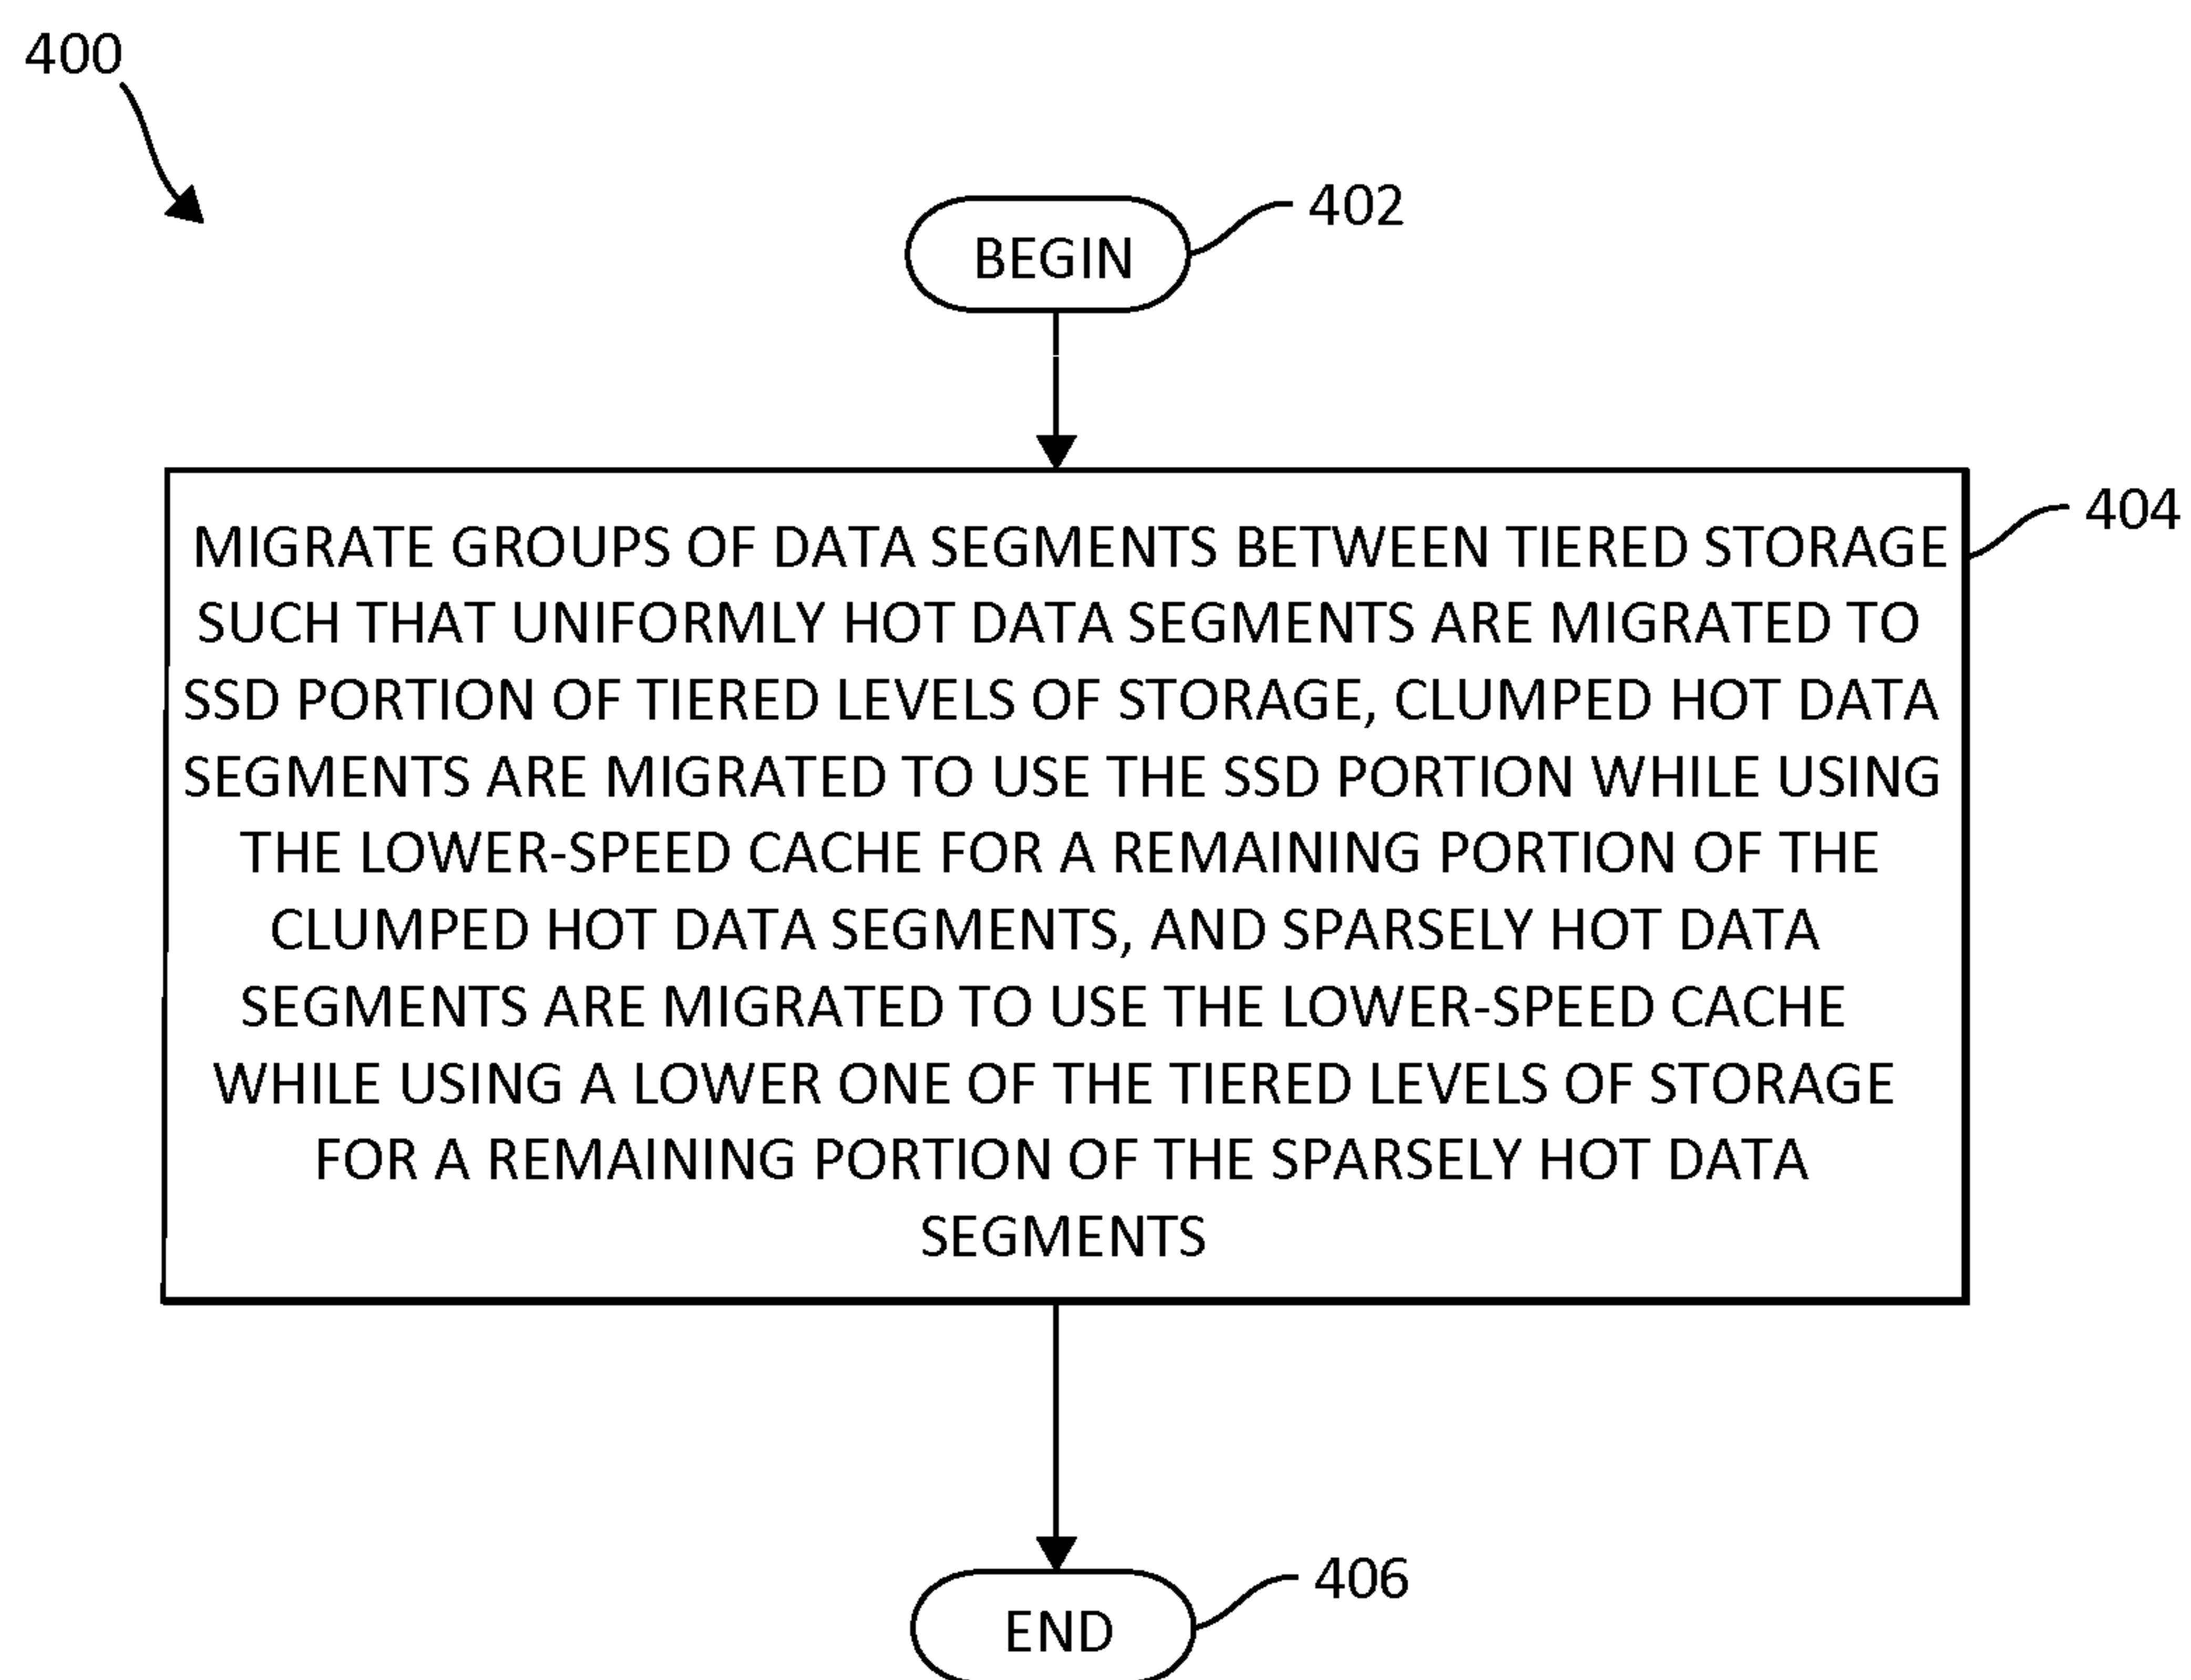 400
402
BEGIN
404
MIGRATE GROUPS OF DATA SEGMENTS BETWEEN TIERED STORAGE
SUCH THAT UNIFORMLY HOT DATA SEGMENTS ARE MIGRATED TO
SSD PORTION OF TIERED LEVELS OF STORAGE, CLUMPED HOT DATA
SEGMENTS ARE MIGRATED TO USE THE SSD PORTION WHILE USING
THE LOWER-SPEED CACHE FOR A REMAINING PORTION OF THE
CLUMPED HOT DATA SEGMENTS, AND SPARSELY HOT DATA
SEGMENTS ARE MIGRATED TO USE THE LOWER-SPEED CACHE
WHILE USING A LOWER ONE OF THE TIERED LEVELS OF STORAGE
FOR A REMAINING PORTION OF THE SPARSELY HOT DATA
SEGMENTS
406
END